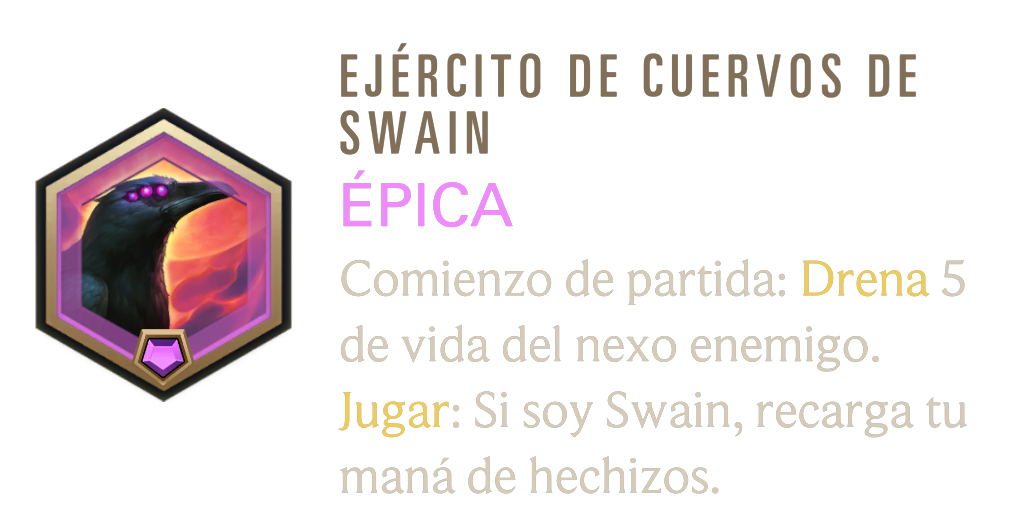 EJÉRCITO DE CUERVOS DE
SWAIN
ÉPICA
Comienzo de partida: Drena 5
de vida del nexo enemigo.
Jugar: Si soy Swain, recarga tu
maná de hechizos.